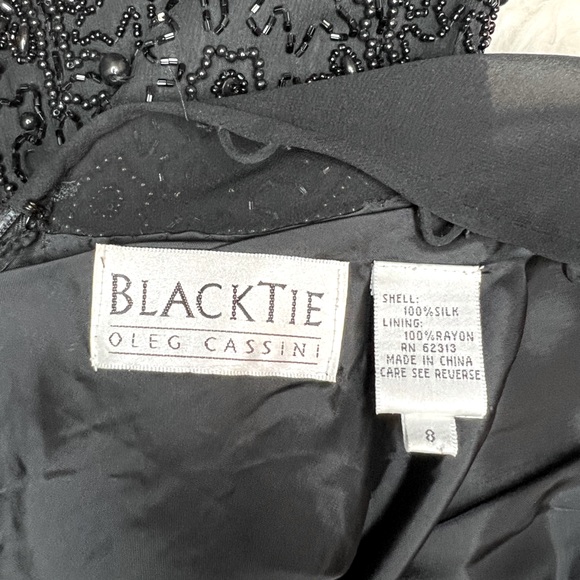 BLACKTIE
OLEG CASSINI
SHELL:
100%SILK
LINING:
100%RAYON
RN 62313
MADE IN CHINA
CARE SEE REVERSE
8